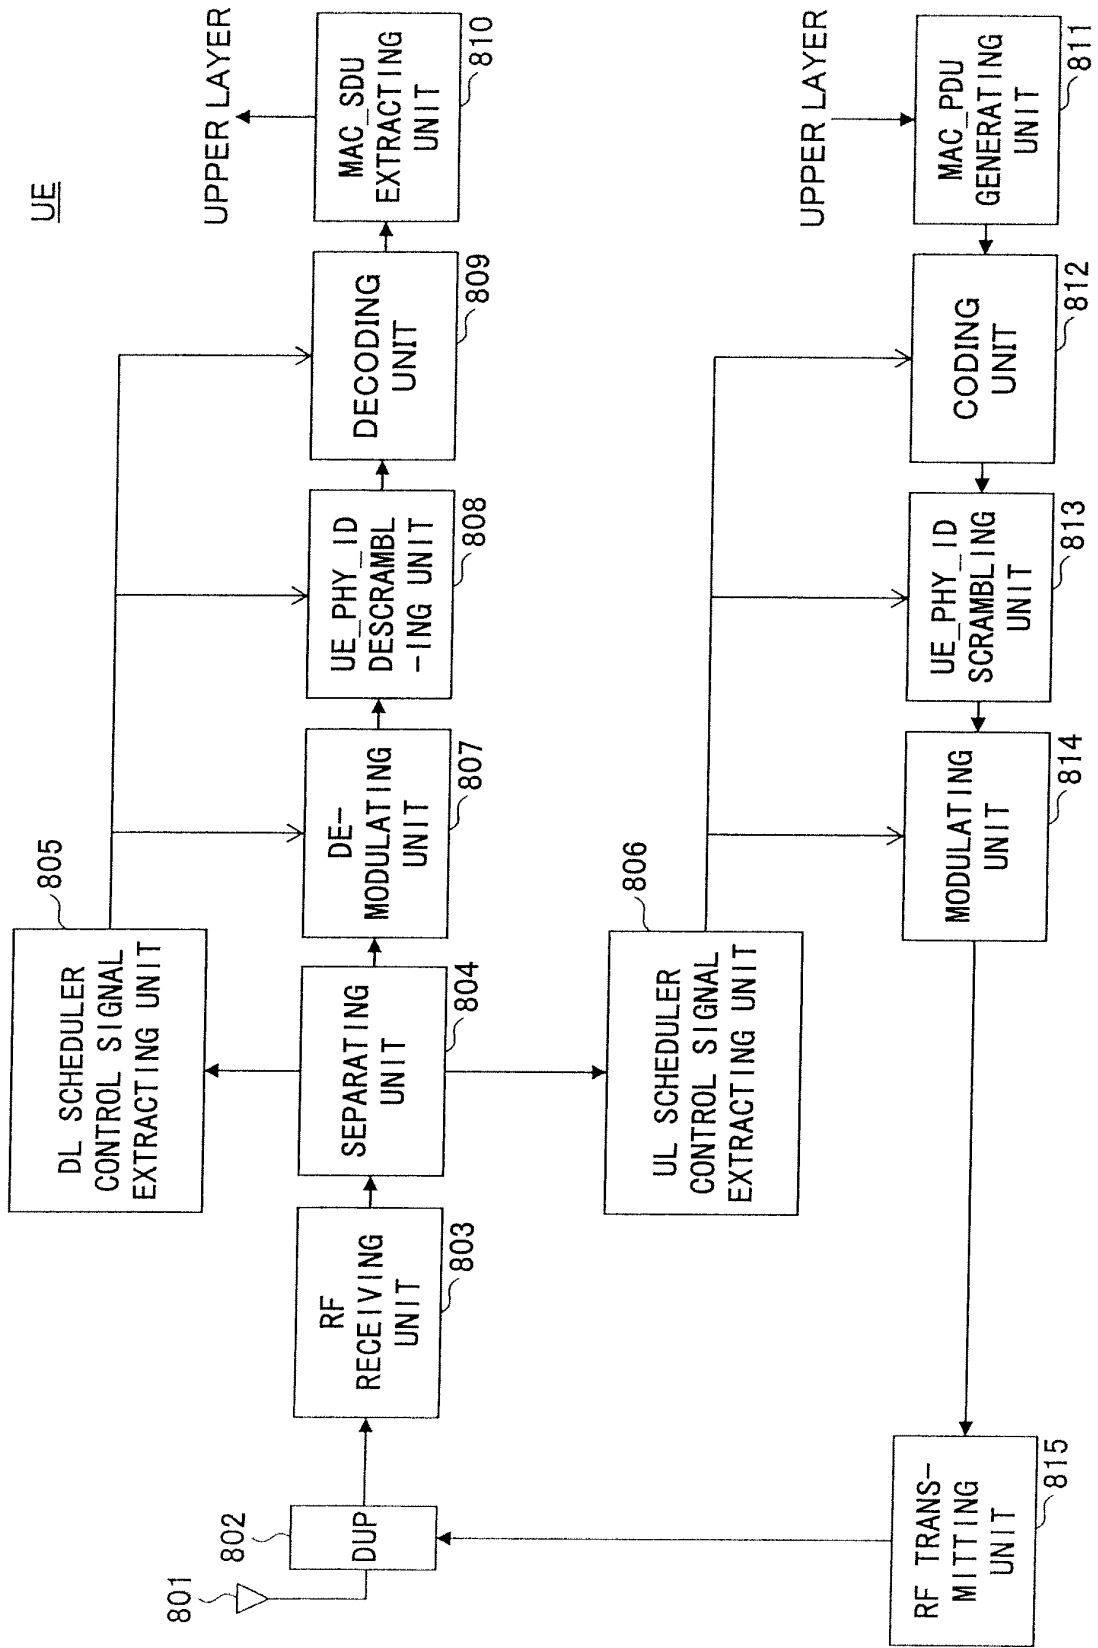 UE
801
802
DUP
803
RF
RECEIVING
UNIT
804
SEPARATING
UNIT
805
DL SCHEDULER
CONTROL SIGNAL
EXTRACTING UNIT
806
UL SCHEDULER
CONTROL SIGNAL
EXTRACTING UNIT
807
DE-
MODULATING
UNIT
808
UE_PHY_ID
DESCRAMBL
-ING UNIT
809
DECODING
UNIT
810
MAC_SDU
EXTRACTING
UNIT
UPPER LAYER
UPPER LAYER
811
MAC_PDU
GENERATING
UNIT
812
CODING
UNIT
813
UE_PHY_ID
SCRAMBLING
UNIT
814
MODULATING
UNIT
815
RF TRANS-
MITTING
UNIT